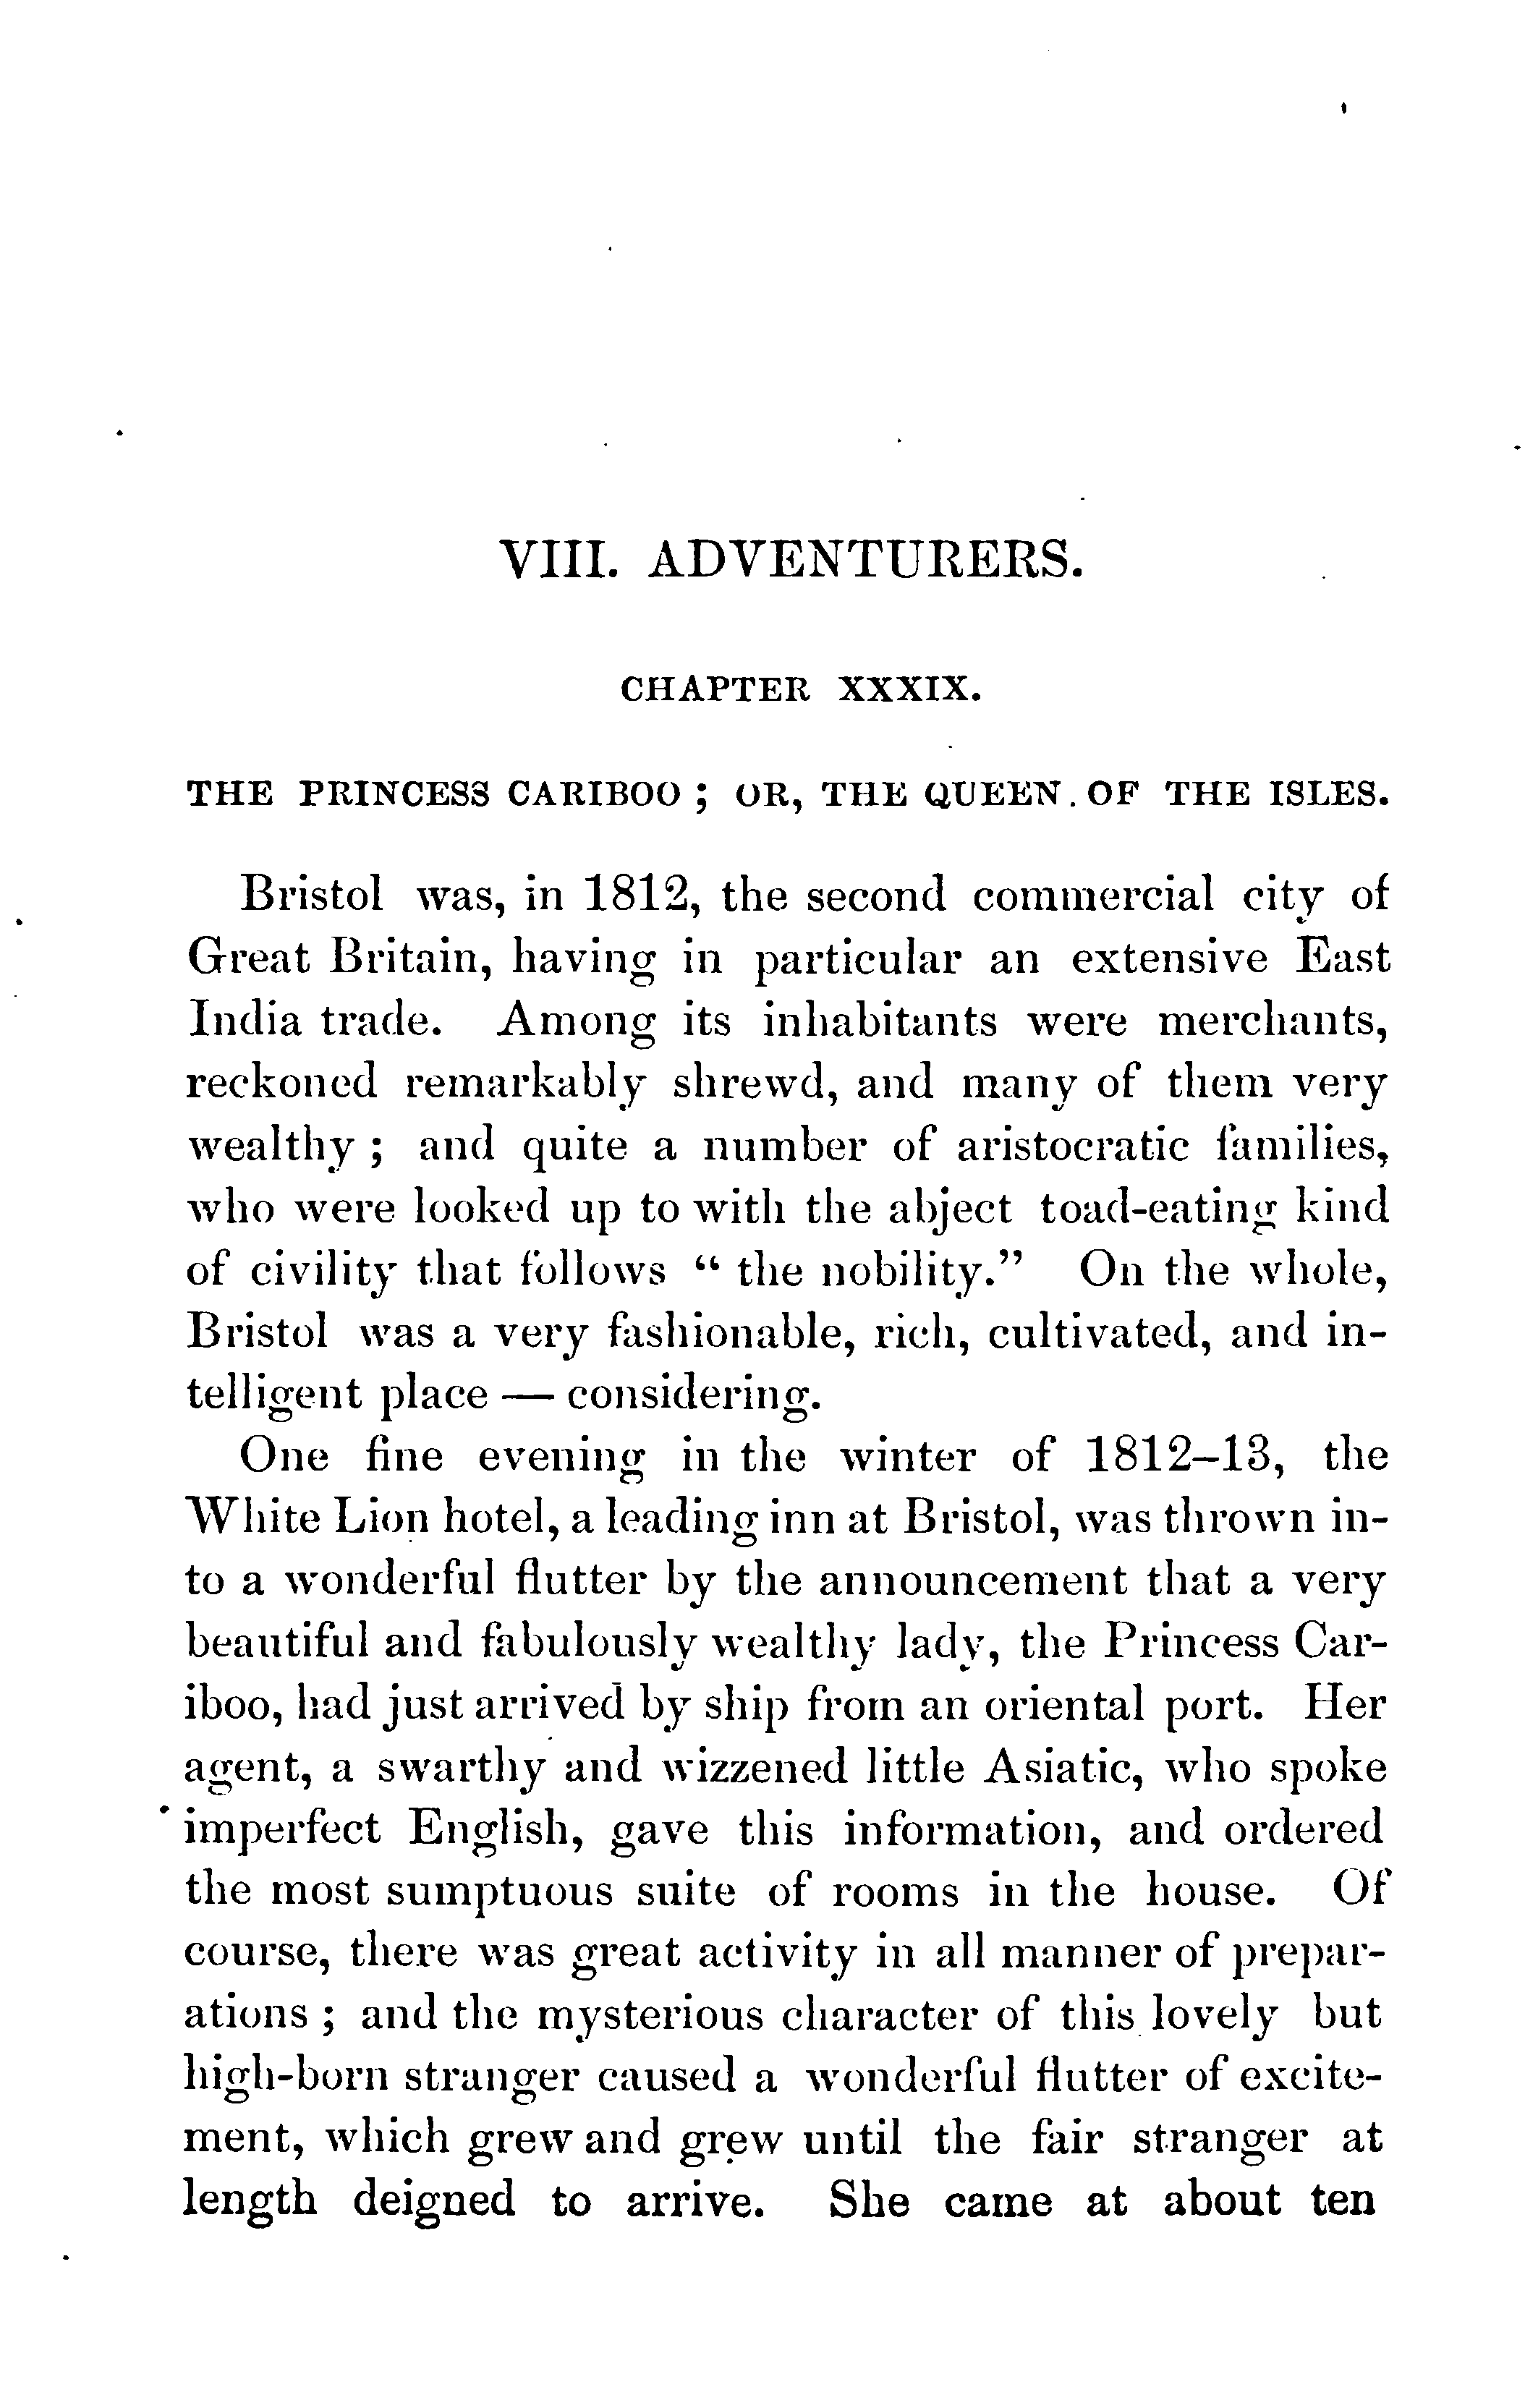 VIII. ADVENTURERS.
CHAPTER XXXIX.
THE PRINCESS CARIBOO ; OR, THE QUEEN. OF THE ISLES.
Bristol was, in 1812, the second commercial city of
Great Britain, having in particular an extensive East
India trade. Among its inhabitants were merchants,
reckoned remarkably shrewd, and many of them very
wealthy ; and quite a number of aristocratic families,
who were looked up to with the abject toad-eating kind
of civility that follows “ the nobility.” On the whole,
Bristol was a very fashionable, rich, cultivated, and in-
telligent place — considering.
One fine evening in the winter of 1812–13, the
White Lion hotel, a leading inn at Bristol, was thrown in-
to a wonderful flutter by the announcement that a very
beautiful and fabulously wealthy lady, the Princess Car-
iboo, had just arrived by ship from an oriental port. Her
agent, a swarthy and wizzened little Asiatic, who spoke
imperfect English, gave this information, and ordered
the most sumptuous suite of rooms in the house. Of
course, there was great activity in all manner of prepar-
ations ; and the mysterious character of this lovely but
high-born stranger caused a wonderful flutter of excite-
ment, which grew and grew until the fair stranger at
length deigned to arrive. She came at about ten